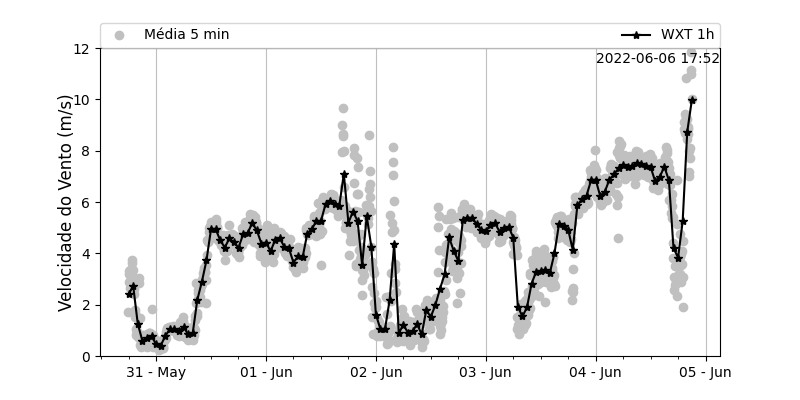 Média 5 min
WXT 1h
2022-06-06 17:52
Velocidade do Vento (m/s)
12
10
8
6
4
2
0
31 - May
01 - Jun
02 - Jun
03 - Jun
04 - Jun
05 - Jun